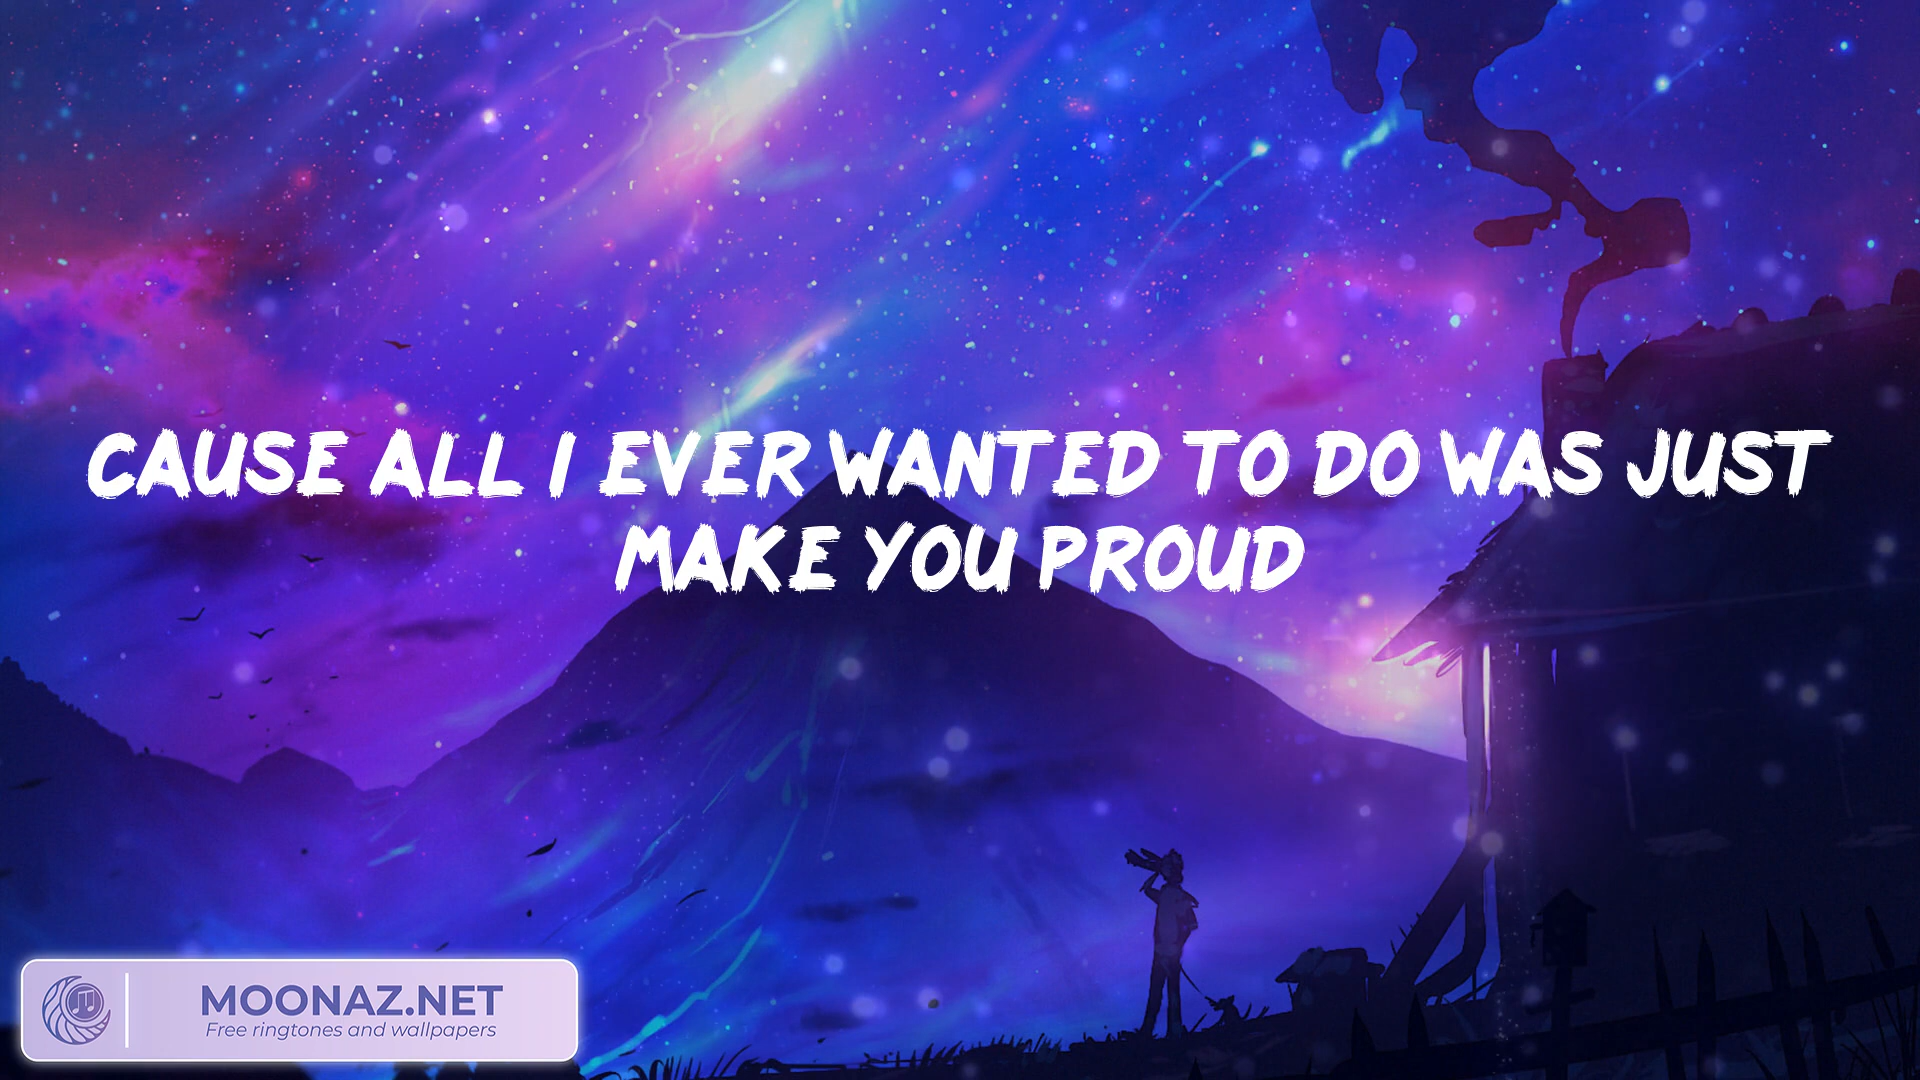 CAUSE ALL I EVER WANTED TO DO WAS JUST
MAKE YOU PROUD
MOONAZ.NET
Free ringtones and wallpapers